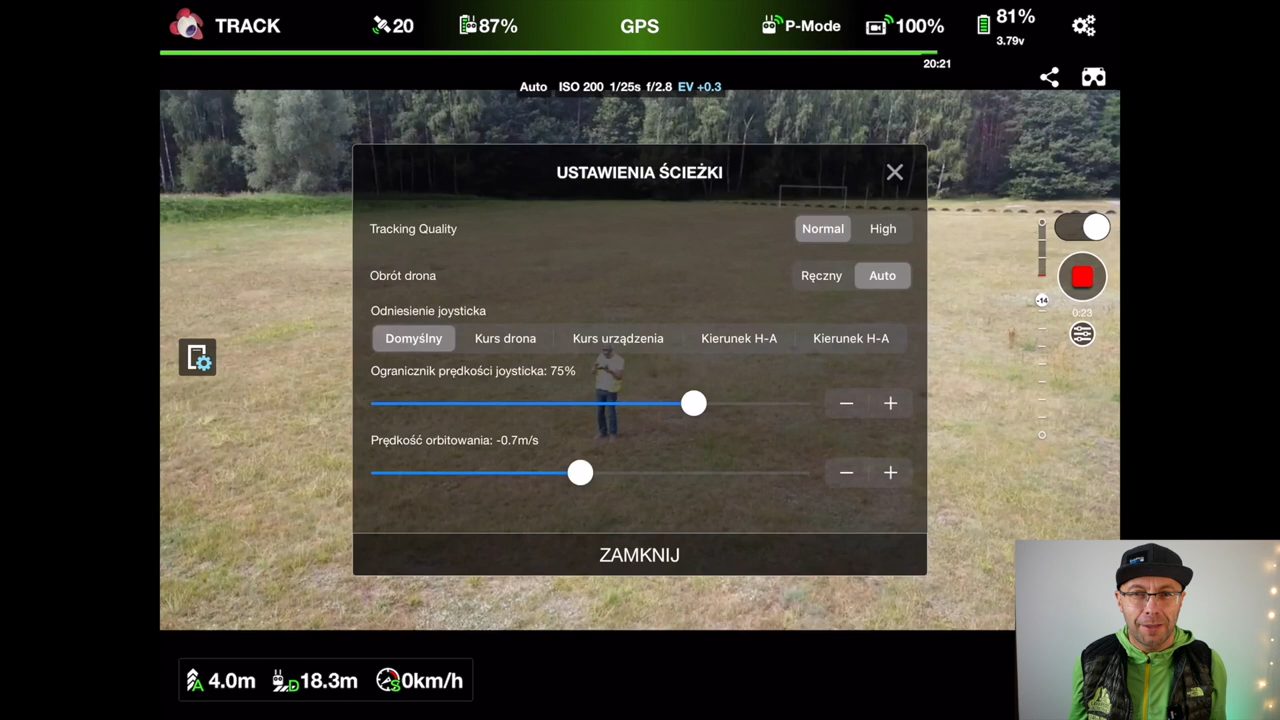 TRACK
20
87%
GPS
P-Mode
100%
81%
3.79v
20:21
Auto ISO 200 1/25s f/2.8 EV +0.3
USTAWIENIA ŚCIEŻKI
Tracking Quality
Normal High
Obrót drona
Ręczny Auto
Odniesienie joysticka
Domyślny Kurs drona Kurs urządzenia Kierunek H-A Kierunek H-A
Ogranicznik prędkości joysticka: 75%
Prędkość orbitowania: -0.7m/s
ZAMKNIJ
-14
0:23
A 4.0m D 18.3m S 0km/h